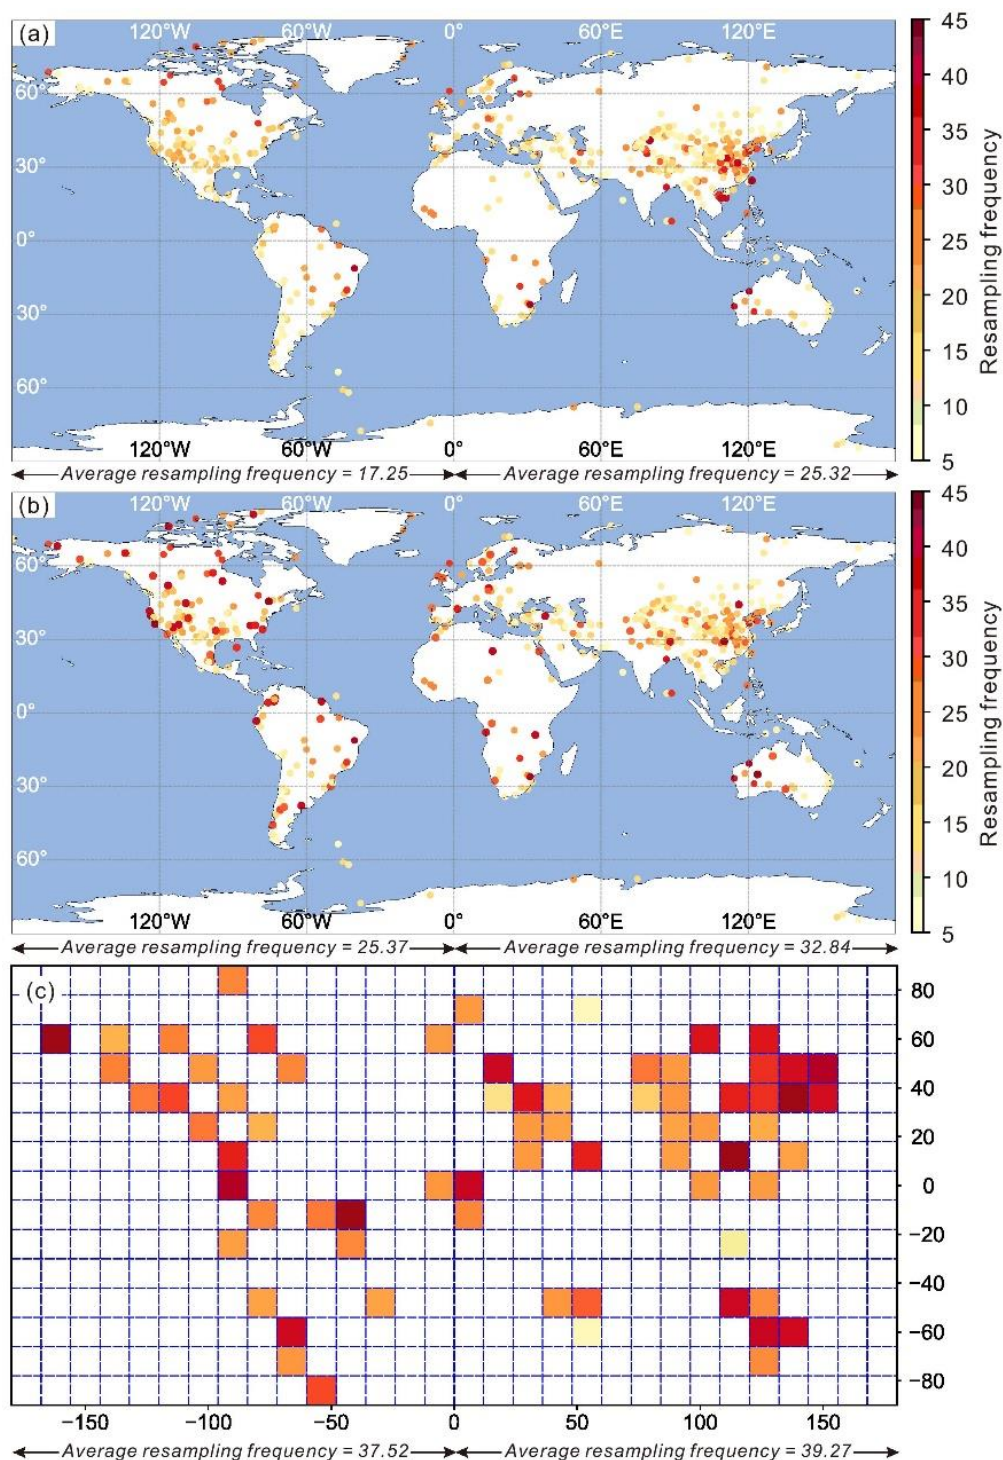 (a)
120°W 60°W 0° 60°E 120°E
60°
30°
0°
30°
60°
120°W 60°W 0° 60°E 120°E
45
40
35
30
25
20
15
10
5
Resampling frequency
Average resampling frequency = 17.25
Average resampling frequency = 25.32
(b)
120°W 60°W 0° 60°E 120°E
60°
30°
0°
30°
60°
120°W 60°W 0° 60°E 120°E
45
40
35
30
25
20
15
10
5
Resampling frequency
Average resampling frequency = 25.37
Average resampling frequency = 32.84
(c)
80
60
40
20
0
−20
−40
−60
−80
−150 −100 −50 0 50 100 150
Average resampling frequency = 37.52
Average resampling frequency = 39.27